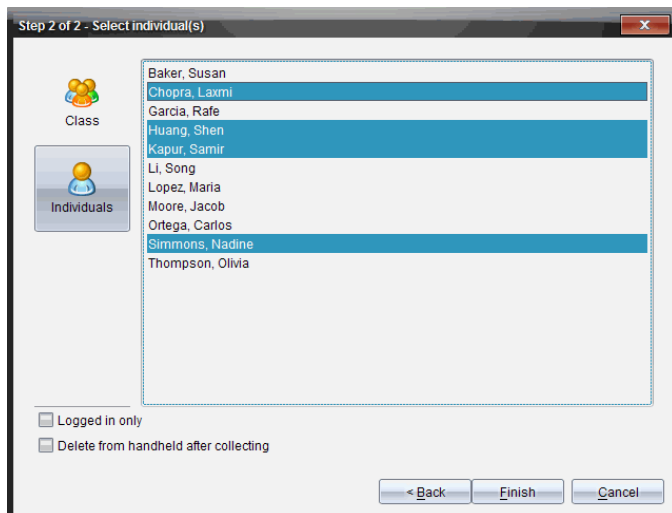 Step 2 of 2 - Select individual(s)
Class
Individuals
Baker, Susan
Chopra, Laxmi
Garcia, Rafe
Huang, Shen
Kapur, Samir
Li, Song
Lopez, Maria
Moore, Jacob
Ortega, Carlos
Simmons, Nadine
Thompson, Olivia
Logged in only
Delete from handheld after collecting
< Back
Finish
Cancel